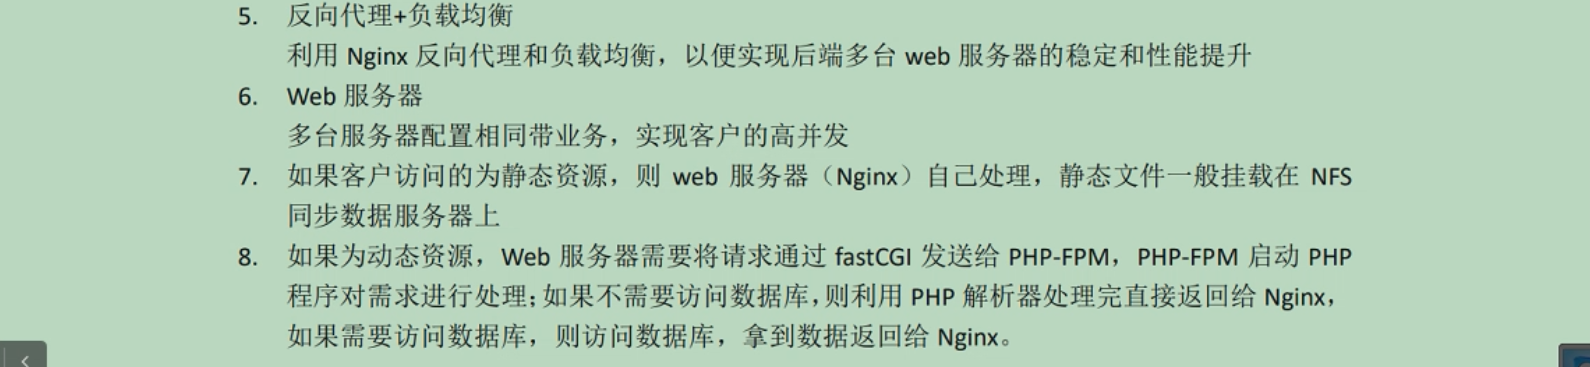 5. 反向代理+负载均衡
利用 Nginx 反向代理和负载均衡，以便实现后端多台 web 服务器的稳定和性能提升
6. Web 服务器
多台服务器配置相同带业务，实现客户的高并发
7. 如果客户访问的为静态资源，则 web 服务器（Nginx）自己处理，静态文件一般挂载在 NFS
同步数据服务器上
8. 如果为动态资源，Web 服务器需要将请求通过 fastCGI 发送给 PHP-FPM，PHP-FPM 启动 PHP
程序对需求进行处理；如果不需要访问数据库，则利用 PHP 解析器处理完直接返回给 Nginx，
如果需要访问数据库，则访问数据库，拿到数据返回给 Nginx。